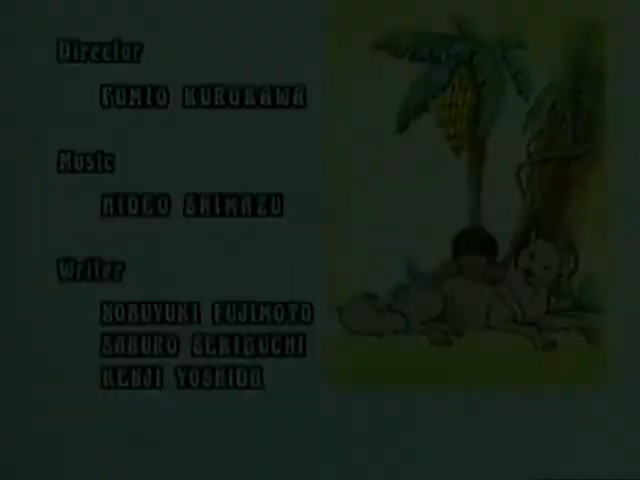 Director
FUMIO KUROKAWA
Music
HIDEO SHIMAZU
Writer
NOBUYUKI FUJIMOTO
SABURO SEKIGUCHI
KENJI YOSHIDA